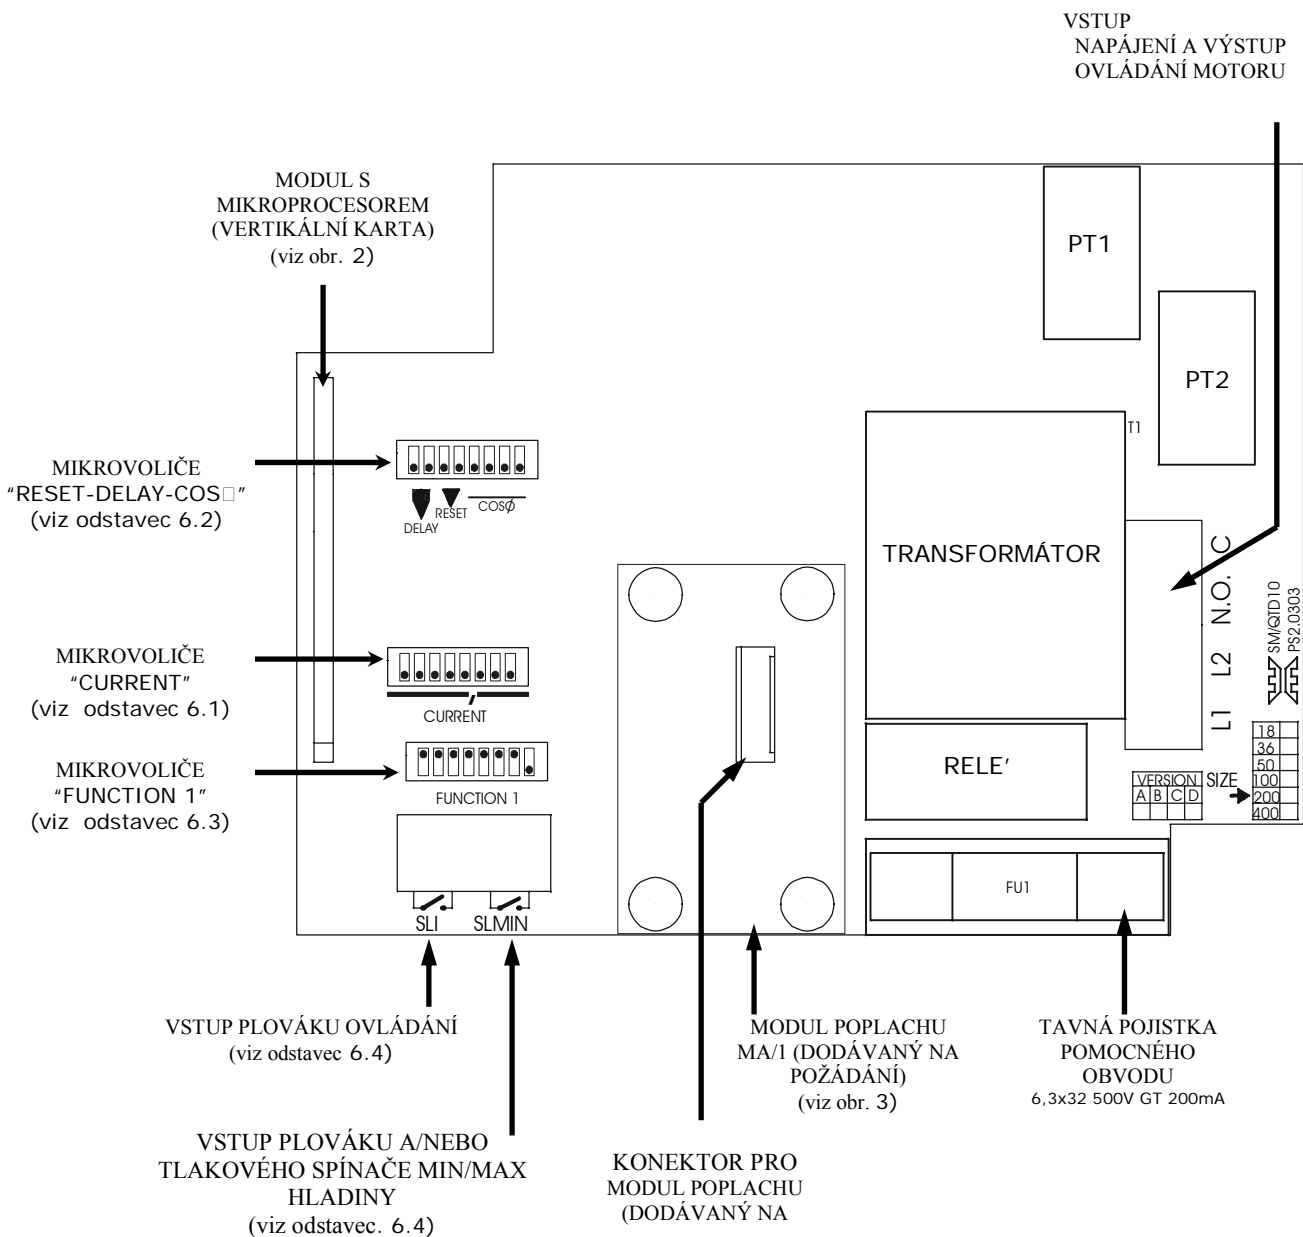 VSTUP
NAPÁJENÍ A VÝSTUP
OVLÁDÁNÍ MOTORU
MODUL S
MIKROPROCESOREM
(VERTIKÁLNÍ KARTA)
(viz obr. 2)
PT1
PT2
T1
MIKROVOLIČE
“RESET-DELAY-COS□”
(viz odstavec 6.2)
DELAY
RESET
COSØ
TRANSFORMÁTOR
L1 L2 N.O. C
SM/QTD10
PS2.0303
MIKROVOLIČE
“CURRENT”
(viz odstavec 6.1)
CURRENT
MIKROVOLIČE
“FUNCTION 1”
(viz odstavec 6.3)
FUNCTION 1
RELE’
VERSION
A B C D
SIZE
18
36
50
100
200
400
FU1
SLI
SLMIN
VSTUP PLOVÁKU OVLÁDÁNÍ
(viz odstavec 6.4)
MODUL POPLACHU
MA/1 (DODÁVANÝ NA
POŽÁDÁNÍ)
(viz obr. 3)
TAVNÁ POJISTKA
POMOCNÉHO
OBVODU
6,3x32 500V GT 200mA
VSTUP PLOVÁKU A/NEBO
TLAKOVÉHO SPÍNAČE MIN/MAX
HLADINY
(viz odstavec. 6.4)
KONEKTOR PRO
MODUL POPLACHU
(DODÁVANÝ NA